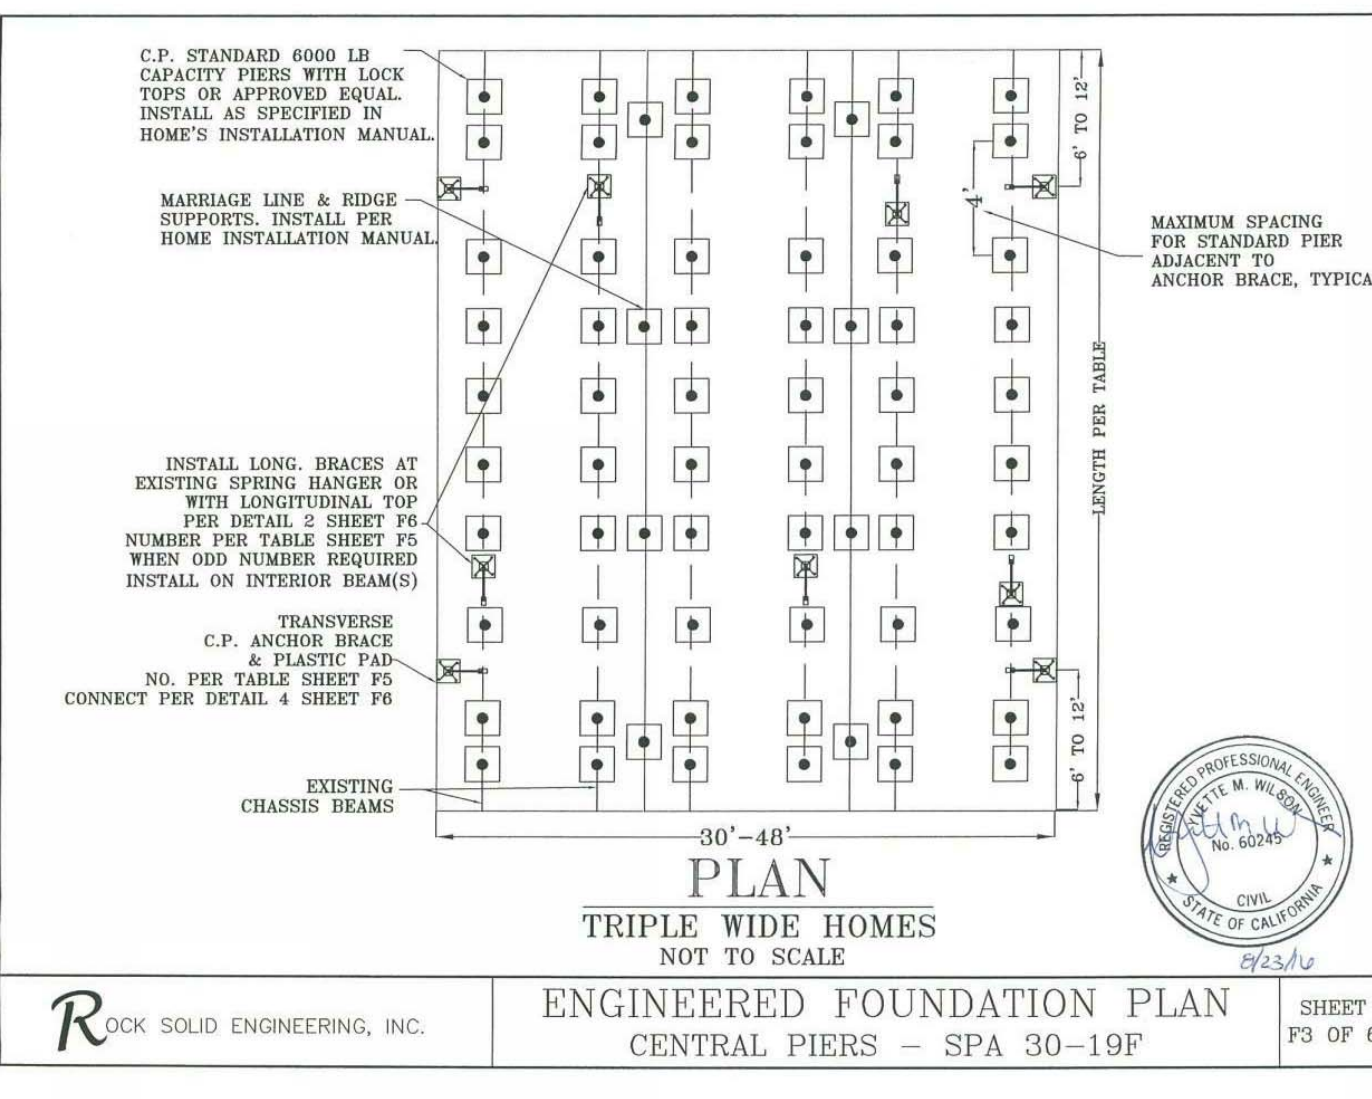 C.P. STANDARD 6000 LB
CAPACITY PIERS WITH LOCK
TOPS OR APPROVED EQUAL.
INSTALL AS SPECIFIED IN
HOME'S INSTALLATION MANUAL.
MARRIAGE LINE & RIDGE
SUPPORTS. INSTALL PER
HOME INSTALLATION MANUAL.
INSTALL LONG. BRACES AT
EXISTING SPRING HANGER OR
WITH LONGITUDINAL TOP
PER DETAIL 2 SHEET F6
NUMBER PER TABLE SHEET F5
WHEN ODD NUMBER REQUIRED
INSTALL ON INTERIOR BEAM(S)
TRANSVERSE
C.P. ANCHOR BRACE
& PLASTIC PAD
NO. PER TABLE SHEET F5
CONNECT PER DETAIL 4 SHEET F6
EXISTING
CHASSIS BEAMS
6' TO 12'
4'
MAXIMUM SPACING
FOR STANDARD PIER
ADJACENT TO
ANCHOR BRACE, TYPICA
LENGTH PER TABLE
6' TO 12'
30'-48'
PLAN
TRIPLE WIDE HOMES
NOT TO SCALE
REGISTERED PROFESSIONAL ENGINEER
YVETTE M. WILSON
No. 60245
CIVIL
STATE OF CALIFORNIA
8/23/16
ROCK SOLID ENGINEERING, INC.
ENGINEERED FOUNDATION PLAN
CENTRAL PIERS - SPA 30-19F
SHEET
F3 OF 6